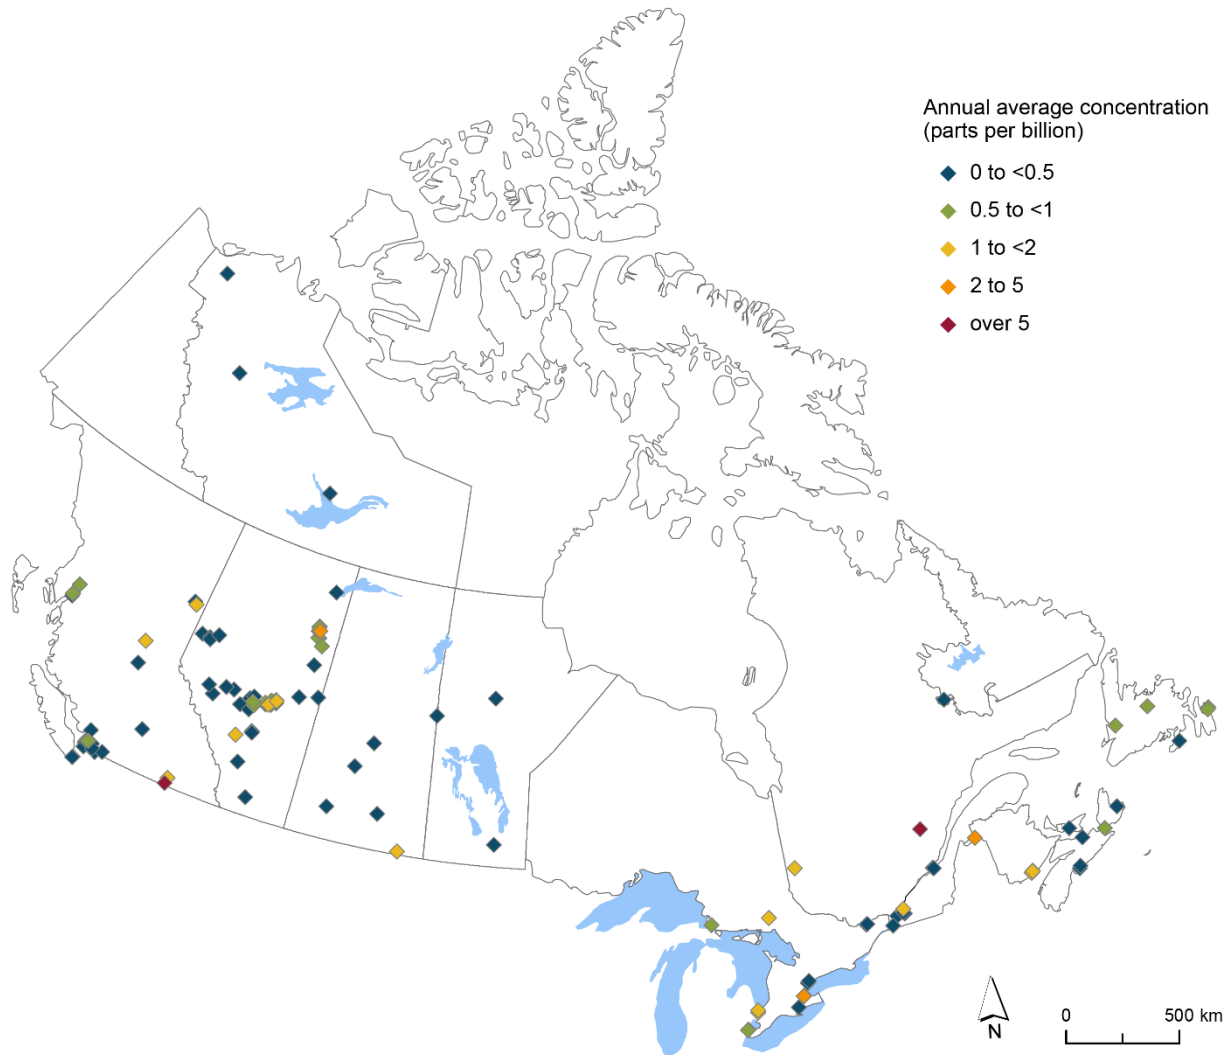 Annual average concentration
(parts per billion)
0 to <0.5
0.5 to <1
1 to <2
2 to 5
over 5
N
0 500 km